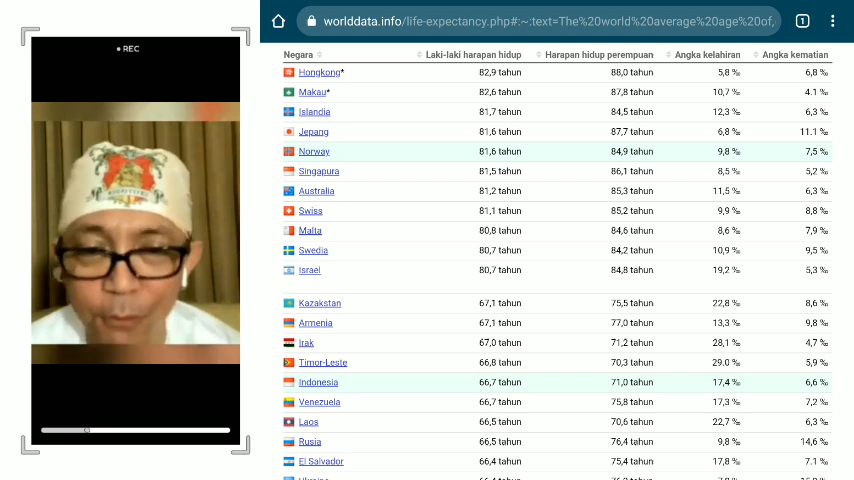 REC
worlddata.info/life-expectancy.php#:~:text=The%20world%20average%20age%20of,
1
Negara Laki-laki harapan hidup Harapan hidup perempuan Angka kelahiran Angka kematian
Hongkong* 82,9 tahun 88,0 tahun 5,8 ‰ 6,8 ‰
Makau* 82,6 tahun 87,8 tahun 10,7 ‰ 4.1 ‰
Islandia 81,7 tahun 84,5 tahun 12,3 ‰ 6,3 ‰
Jepang 81,6 tahun 87,7 tahun 6,8 ‰ 11.1 ‰
Norway 81,6 tahun 84,9 tahun 9,8 ‰ 7,5 ‰
Singapura 81,5 tahun 86,1 tahun 8,5 ‰ 5,2 ‰
Australia 81,2 tahun 85,3 tahun 11,5 ‰ 6,3 ‰
Swiss 81,1 tahun 85,2 tahun 9,9 ‰ 8,8 ‰
Malta 80,8 tahun 84,6 tahun 8,6 ‰ 7,9 ‰
Swedia 80,7 tahun 84,2 tahun 10,9 ‰ 9,5 ‰
Israel 80,7 tahun 84,8 tahun 19,2 ‰ 5,3 ‰
Kazakstan 67,1 tahun 75,5 tahun 22,8 ‰ 8,6 ‰
Armenia 67,1 tahun 77,0 tahun 13,3 ‰ 9,8 ‰
Irak 67,0 tahun 71,2 tahun 28,1 ‰ 4,7 ‰
Timor-Leste 66,8 tahun 70,3 tahun 29.0 ‰ 5,9 ‰
Indonesia 66,7 tahun 71,0 tahun 17,4 ‰ 6,6 ‰
Venezuela 66,7 tahun 75,8 tahun 17,3 ‰ 7,2 ‰
Laos 66,5 tahun 70,6 tahun 22,7 ‰ 6,3 ‰
Rusia 66,5 tahun 76,4 tahun 9,8 ‰ 14,6 ‰
El Salvador 66,4 tahun 75,4 tahun 17,8 ‰ 7.1 ‰